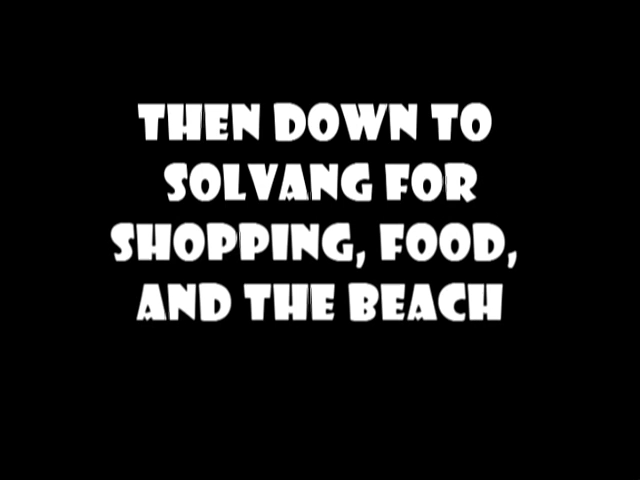 THEN DOWN TO
SOLVANG FOR
SHOPPING, FOOD,
AND THE BEACH